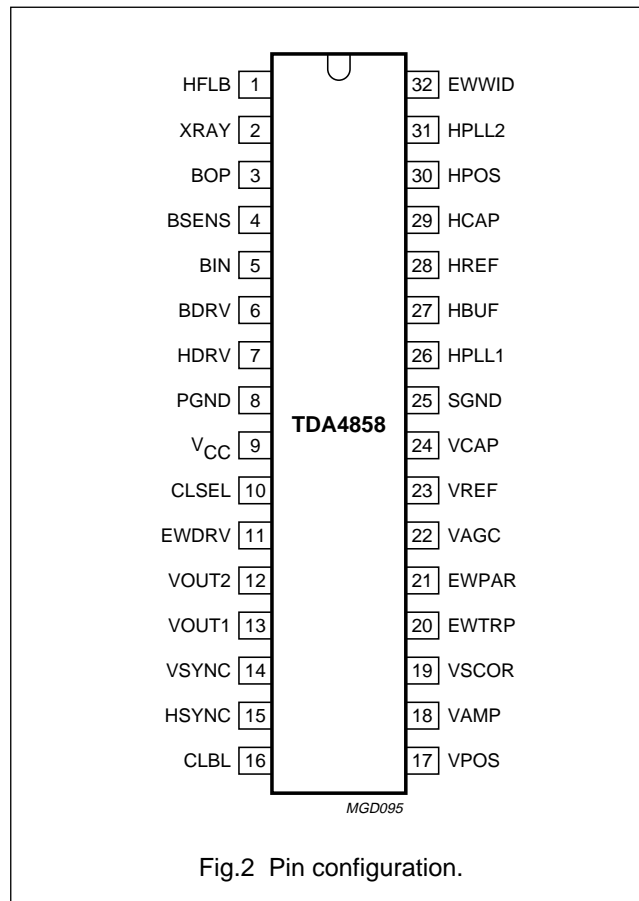 HFLB 1 32 EWWID
XRAY 2 31 HPLL2
BOP 3 30 HPOS
BSENS 4 29 HCAP
BIN 5 28 HREF
BDRV 6 27 HBUF
HDRV 7 26 HPLL1
PGND 8 25 SGND
TDA4858
VCC 9 24 VCAP
CLSEL 10 23 VREF
EWDRV 11 22 VAGC
VOUT2 12 21 EWPAR
VOUT1 13 20 EWTRP
VSYNC 14 19 VSCOR
HSYNC 15 18 VAMP
CLBL 16 17 VPOS
MGD095
Fig.2 Pin configuration.